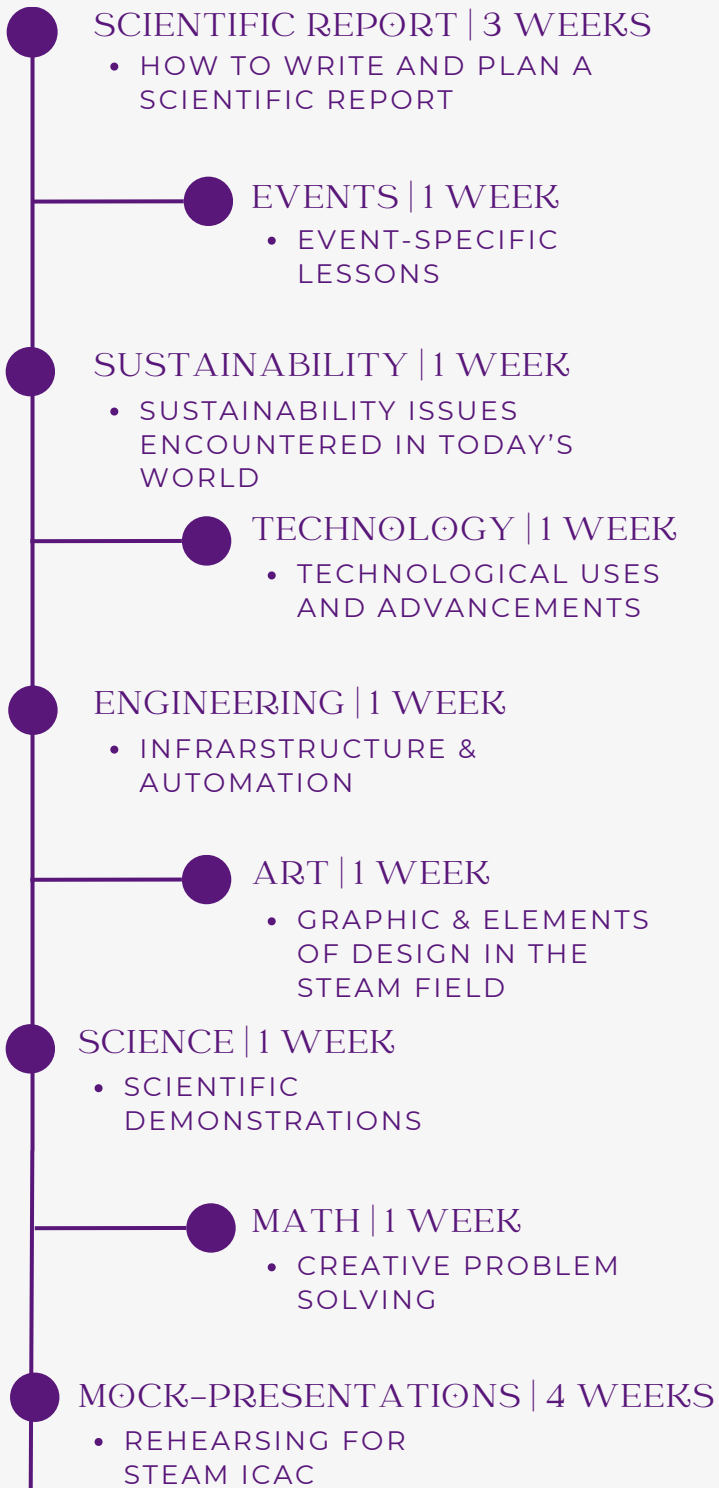 SCIENTIFIC REPORT | 3 WEEKS
• HOW TO WRITE AND PLAN A
SCIENTIFIC REPORT
EVENTS | 1 WEEK
• EVENT-SPECIFIC
LESSONS
SUSTAINABILITY | 1 WEEK
• SUSTAINABILITY ISSUES
ENCOUNTERED IN TODAY'S
WORLD
TECHNOLOGY | 1 WEEK
• TECHNOLOGICAL USES
AND ADVANCEMENTS
ENGINEERING | 1 WEEK
• INFRARSTRUCTURE &
AUTOMATION
ART | 1 WEEK
• GRAPHIC & ELEMENTS
OF DESIGN IN THE
STEAM FIELD
SCIENCE | 1 WEEK
• SCIENTIFIC
DEMONSTRATIONS
MATH | 1 WEEK
• CREATIVE PROBLEM
SOLVING
MOCK-PRESENTATIONS | 4 WEEKS
• REHEARSING FOR
STEAM ICAC